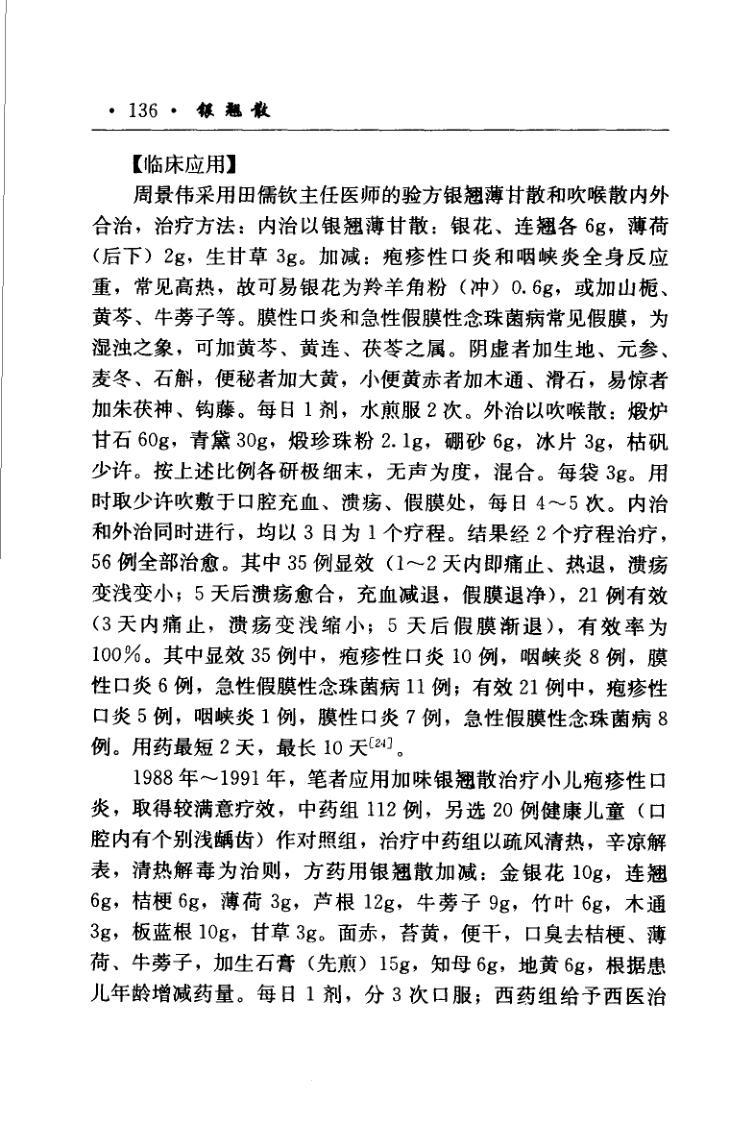 · 136 · 银翘散
【临床应用】
周景伟采用田儒钦主任医师的验方银翘薄甘散和吹喉散内外
合治，治疗方法：内治以银翘薄甘散：银花、连翘各 6g，薄荷
（后下）2g，生甘草 3g。加减：疱疹性口炎和咽峡炎全身反应
重，常见高热，故可易银花为羚羊角粉（冲）0.6g，或加山栀、
黄芩、牛蒡子等。膜性口炎和急性假膜性念珠菌病常见假膜，为
湿浊之象，可加黄芩、黄连、茯苓之属。阴虚者加生地、元参、
麦冬、石斛，便秘者加大黄，小便黄赤者加木通、滑石，易惊者
加朱茯神、钩藤。每日 1 剂，水煎服 2 次。外治以吹喉散：煅炉
甘石 60g，青黛 30g，煅珍珠粉 2.1g，硼砂 6g，冰片 3g，枯矾
少许。按上述比例各研极细末，无声为度，混合。每袋 3g。用
时取少许吹敷于口腔充血、溃疡、假膜处，每日 4～5 次。内治
和外治同时进行，均以 3 日为 1 个疗程。结果经 2 个疗程治疗，
56 例全部治愈。其中 35 例显效（1～2 天内即痛止、热退，溃疡
变浅变小；5 天后溃疡愈合，充血减退，假膜退净），21 例有效
（3 天内痛止，溃疡变浅缩小；5 天后假膜渐退），有效率为
100%。其中显效 35 例中，疱疹性口炎 10 例，咽峡炎 8 例，膜
性口炎 6 例，急性假膜性念珠菌病 11 例；有效 21 例中，疱疹性
口炎 5 例，咽峡炎 1 例，膜性口炎 7 例，急性假膜性念珠菌病 8
例。用药最短 2 天，最长 10 天〔24〕。
1988 年～1991 年，笔者应用加味银翘散治疗小儿疱疹性口
炎，取得较满意疗效，中药组 112 例，另选 20 例健康儿童（口
腔内有个别浅龋齿）作对照组，治疗中药组以疏风清热，辛凉解
表，清热解毒为治则，方药用银翘散加减：金银花 10g，连翘
6g，桔梗 6g，薄荷 3g，芦根 12g，牛蒡子 9g，竹叶 6g，木通
3g，板蓝根 10g，甘草 3g。面赤，苔黄，便干，口臭去桔梗、薄
荷、牛蒡子，加生石膏（先煎）15g，知母 6g，地黄 6g，根据患
儿年龄增减药量。每日 1 剂，分 3 次口服；西药组给予西医治